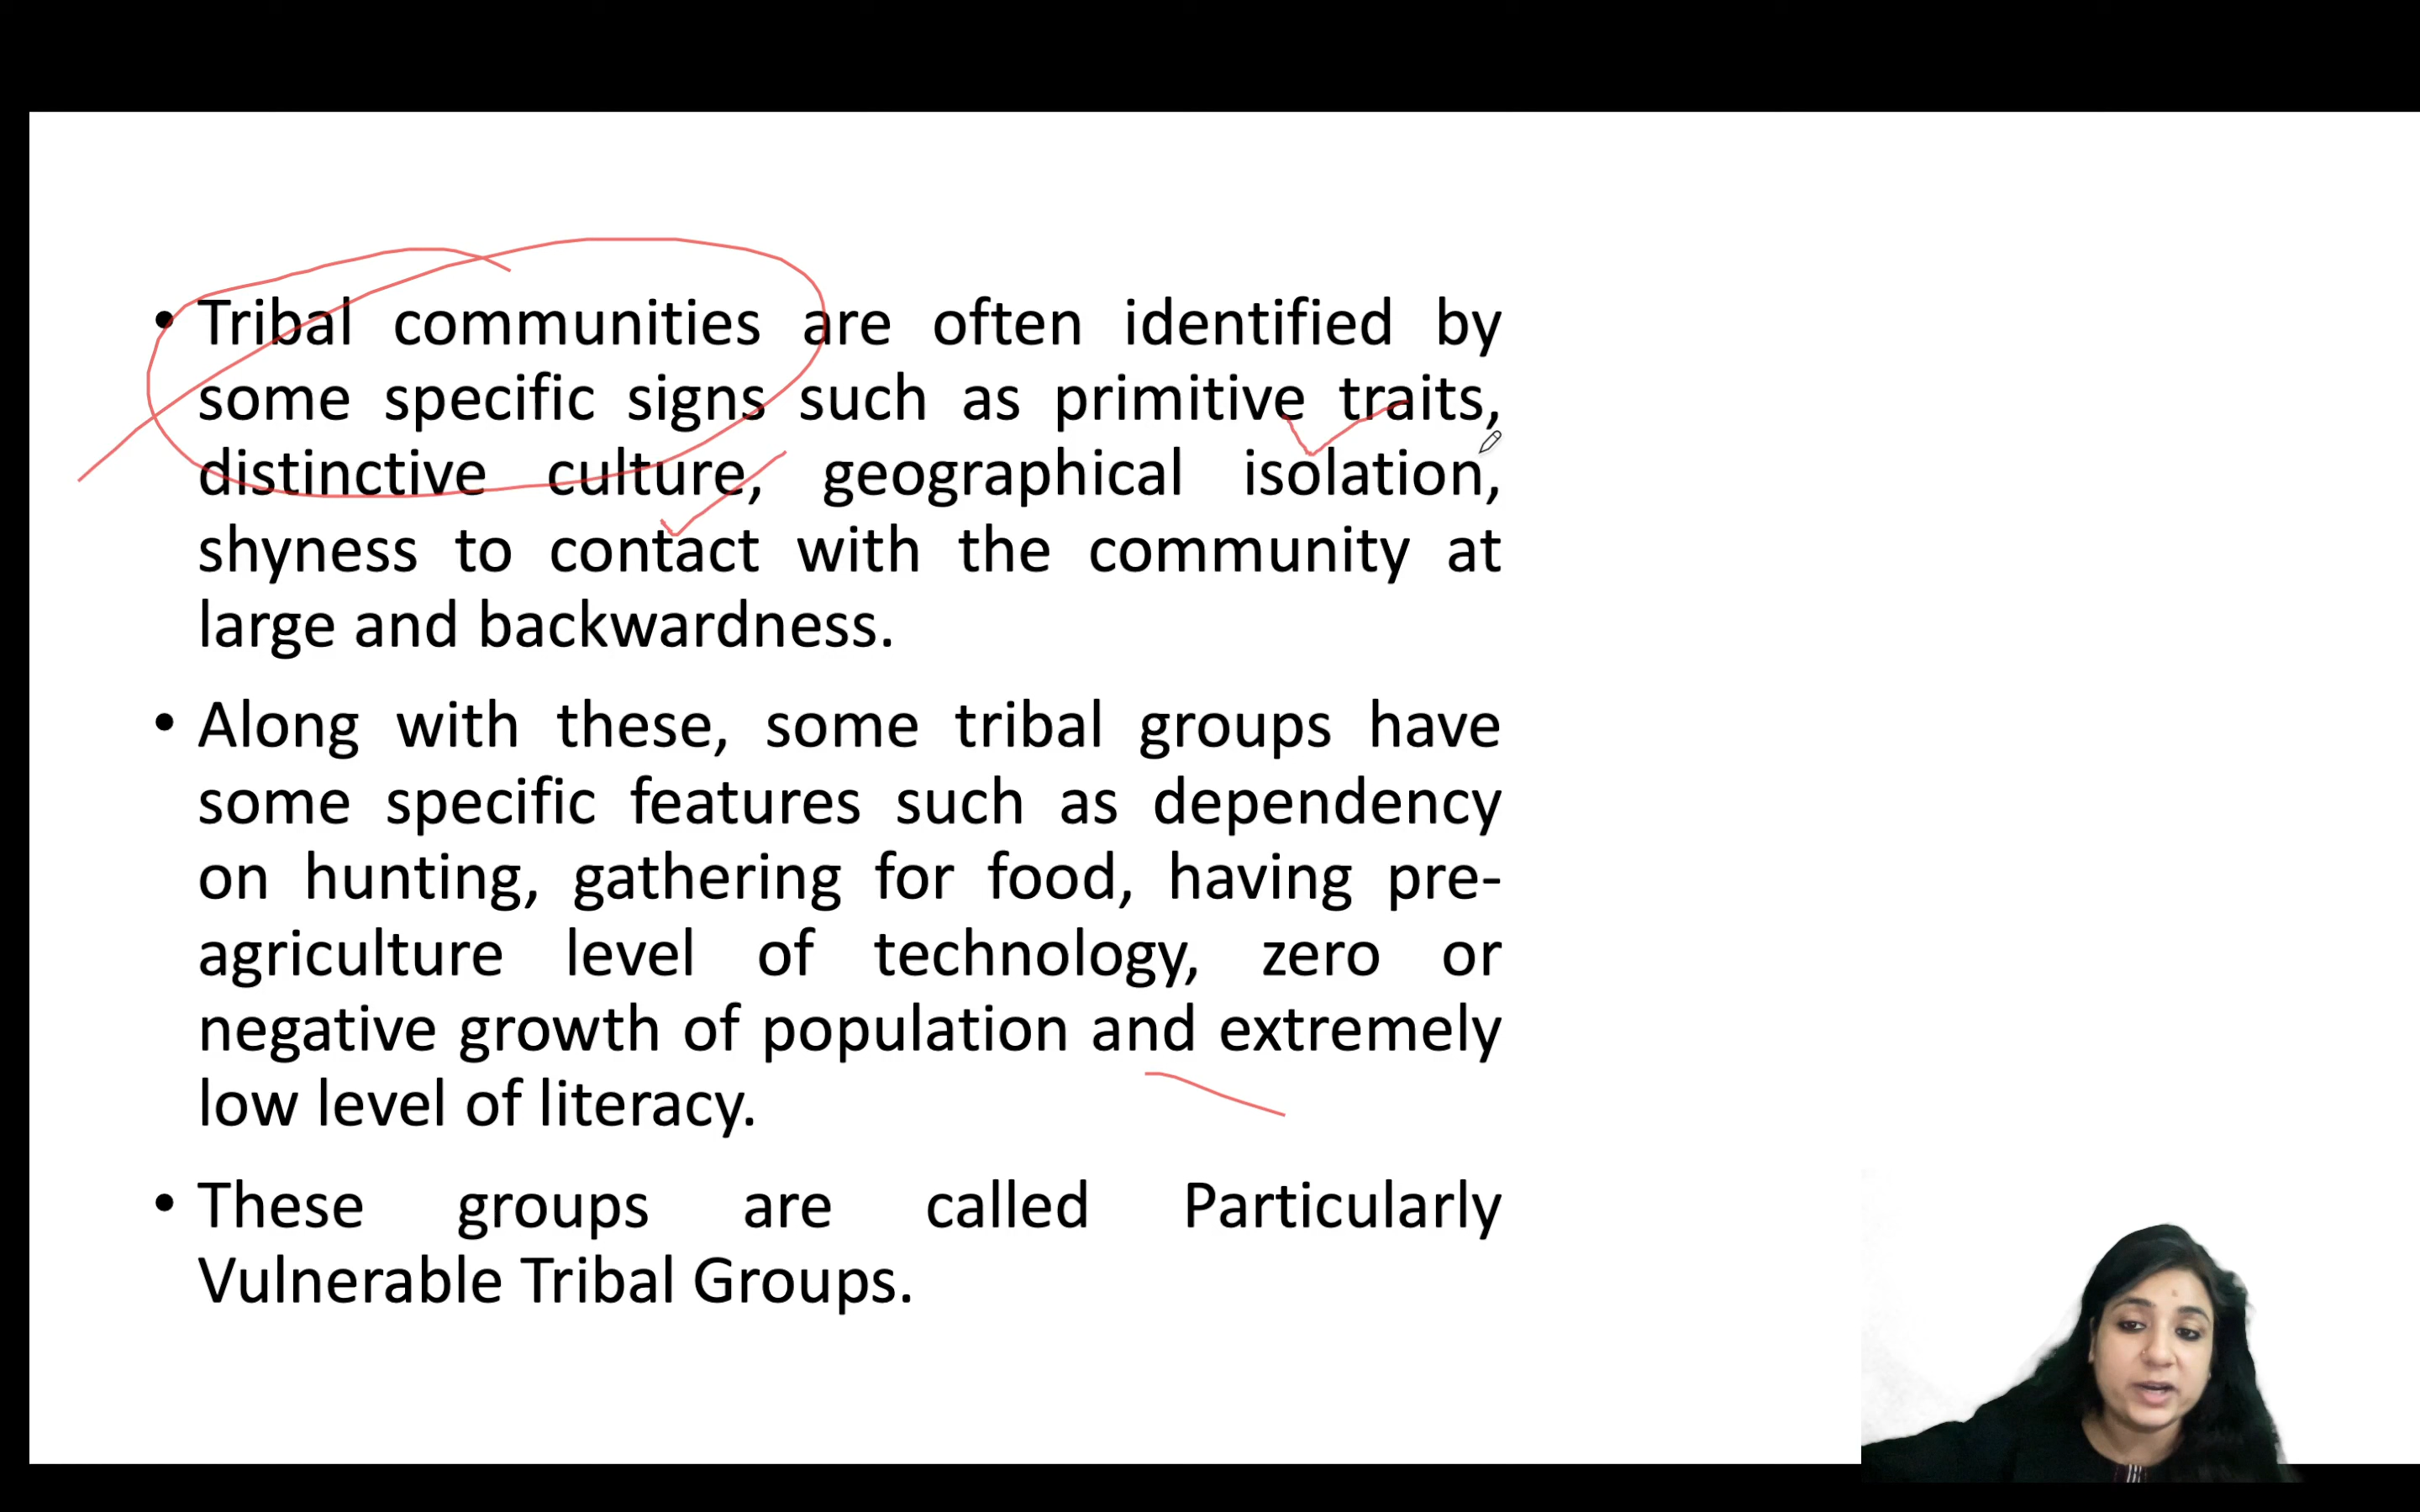 • Tribal communities are often identified by
some specific signs such as primitive traits,
distinctive culture, geographical isolation,
shyness to contact with the community at
large and backwardness.
• Along with these, some tribal groups have
some specific features such as dependency
on hunting, gathering for food, having pre-
agriculture level of technology, zero or
negative growth of population and extremely
low level of literacy.
• These groups are called Particularly
Vulnerable Tribal Groups.